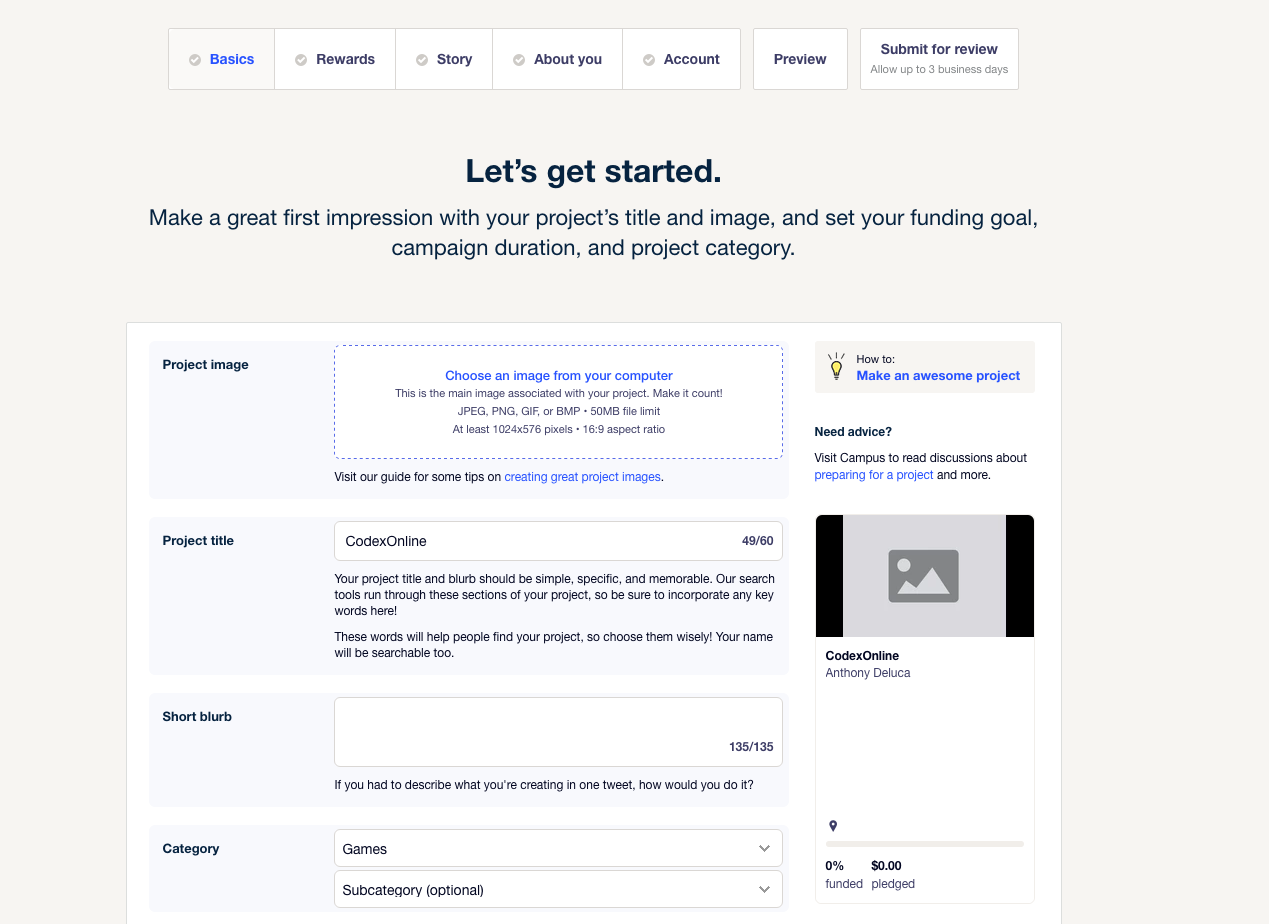 Basics
Rewards
Story
About you
Account
Preview
Submit for review
Allow up to 3 business days
Let’s get started.
Make a great first impression with your project’s title and image, and set your funding goal,
campaign duration, and project category.
Project image
Choose an image from your computer
This is the main image associated with your project. Make it count!
JPEG, PNG, GIF, or BMP • 50MB file limit
At least 1024x576 pixels • 16:9 aspect ratio
Visit our guide for some tips on creating great project images.
Project title
CodexOnline
49/60
Your project title and blurb should be simple, specific, and memorable. Our search
tools run through these sections of your project, so be sure to incorporate any key
words here!
These words will help people find your project, so choose them wisely! Your name
will be searchable too.
Short blurb
135/135
If you had to describe what you're creating in one tweet, how would you do it?
Category
Games
Subcategory (optional)
How to:
Make an awesome project
Need advice?
Visit Campus to read discussions about
preparing for a project and more.
CodexOnline
Anthony Deluca
0% $0.00
funded pledged